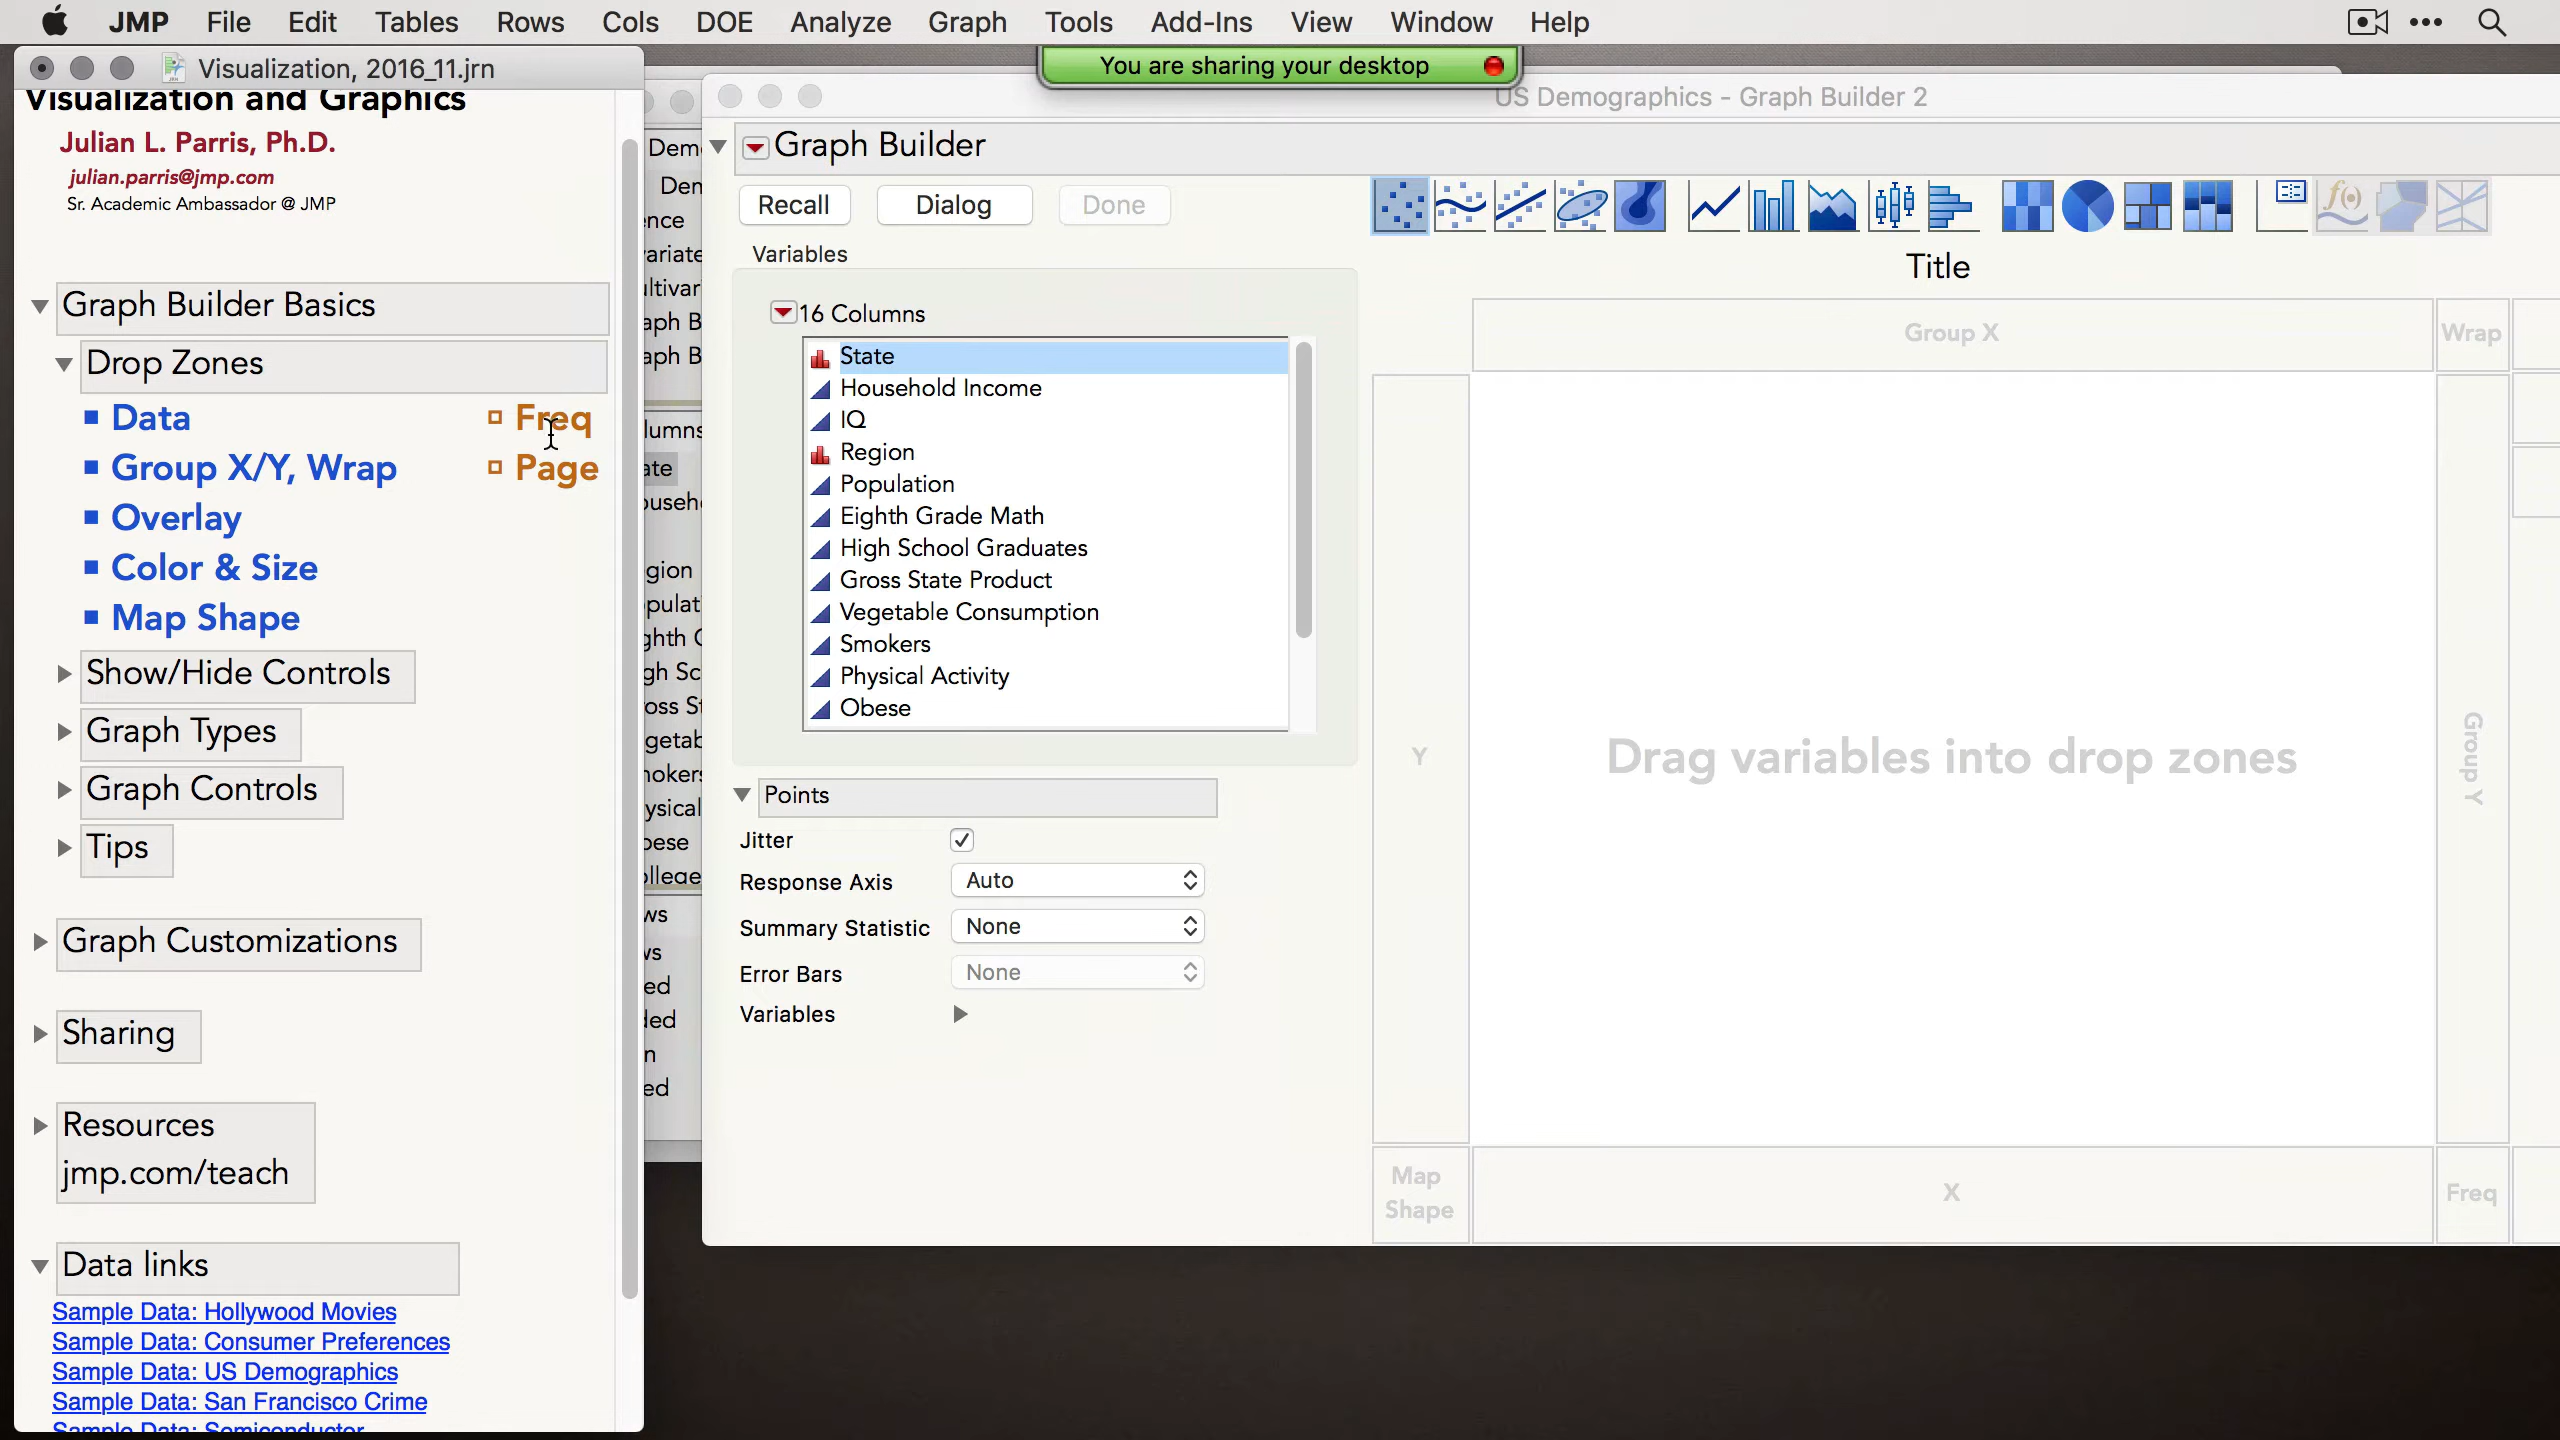 JMP File Edit Tables Rows Cols DOE Analyze Graph Tools Add-Ins View Window Help
You are sharing your desktop
Visualization, 2016_11.jrn
Visualization and Graphics
Julian L. Parris, Ph.D.
julian.parris@jmp.com
Sr. Academic Ambassador @ JMP
Graph Builder Basics
Drop Zones
Data
Freq
Group X/Y, Wrap
Page
Overlay
Color & Size
Map Shape
Show/Hide Controls
Graph Types
Graph Controls
Tips
Graph Customizations
Sharing
Resources
jmp.com/teach
Data links
Sample Data: Hollywood Movies
Sample Data: Consumer Preferences
Sample Data: US Demographics
Sample Data: San Francisco Crime
Sample Data: Semiconductor
US Demographics - Graph Builder 2
Graph Builder
Recall Dialog Done
Variables
16 Columns
State
Household Income
IQ
Region
Population
Eighth Grade Math
High School Graduates
Gross State Product
Vegetable Consumption
Smokers
Physical Activity
Obese
Points
Jitter
Response Axis Auto
Summary Statistic None
Error Bars None
Variables
Title
Group X
Wrap
Y
Drag variables into drop zones
Group Y
Map
Shape
X
Freq